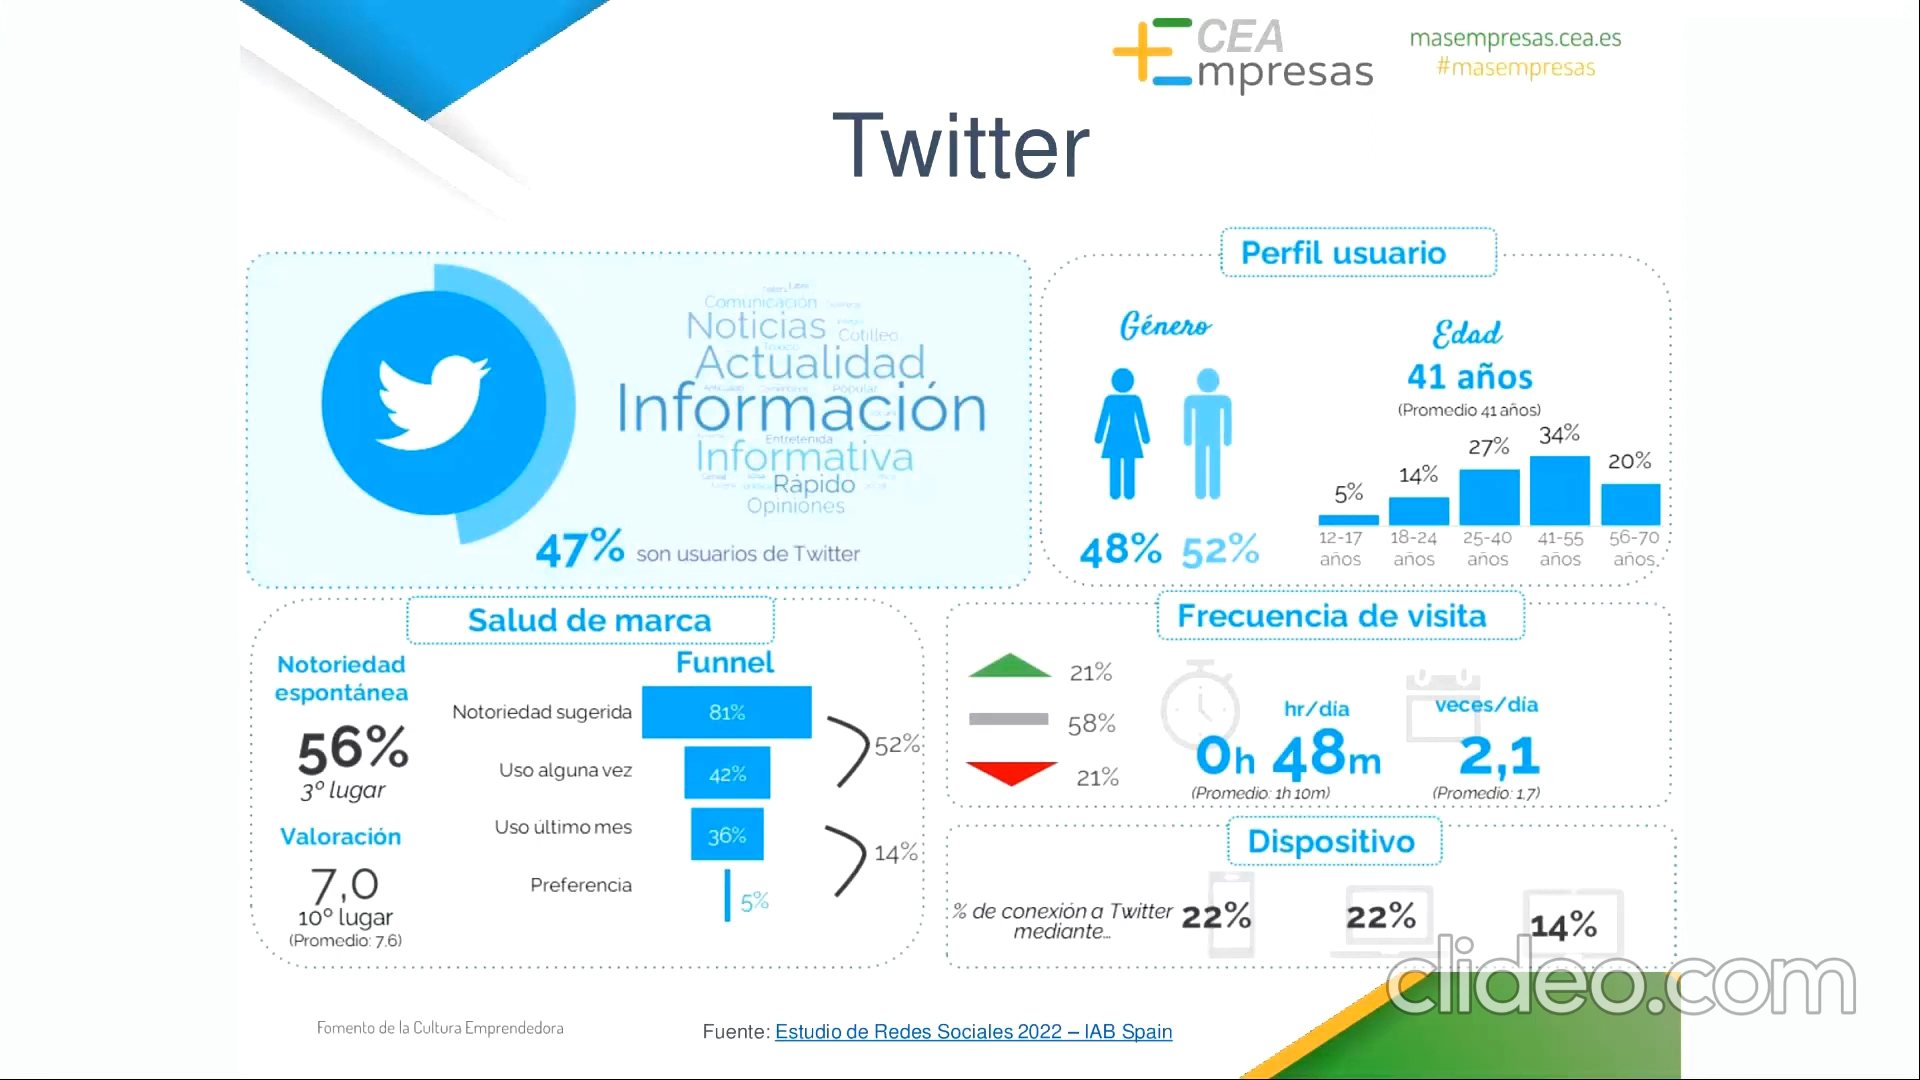 CEA
Empresas
masempresas.cea.es
#masempresas
Twitter
Comunicación
Noticias
Cotilleo
Actualidad
Popular
Información
Entretenida
Informativa
Rápido
Opiniones
47% son usuarios de Twitter
Perfil usuario
Género
48% 52%
Edad
41 años
(Promedio 41 años)
5% 14% 27% 34% 20%
12-17 años
18-24 años
25-40 años
41-55 años
56-70 años
Salud de marca
Notoriedad
espontánea
56%
3º lugar
Valoración
7,0
10º lugar
(Promedio: 7,6)
Funnel
Notoriedad sugerida 81%
Uso alguna vez 42%
52%
Uso último mes 36%
Preferencia 5%
14%
Frecuencia de visita
21%
58%
21%
hr/día
0h 48m
(Promedio: 1h 10m)
veces/día
2,1
(Promedio: 1,7)
Dispositivo
% de conexión a Twitter
mediante...
22% 22% 14%
clideo.com
Fomento de la Cultura Emprendedora
Fuente: Estudio de Redes Sociales 2022 – IAB Spain